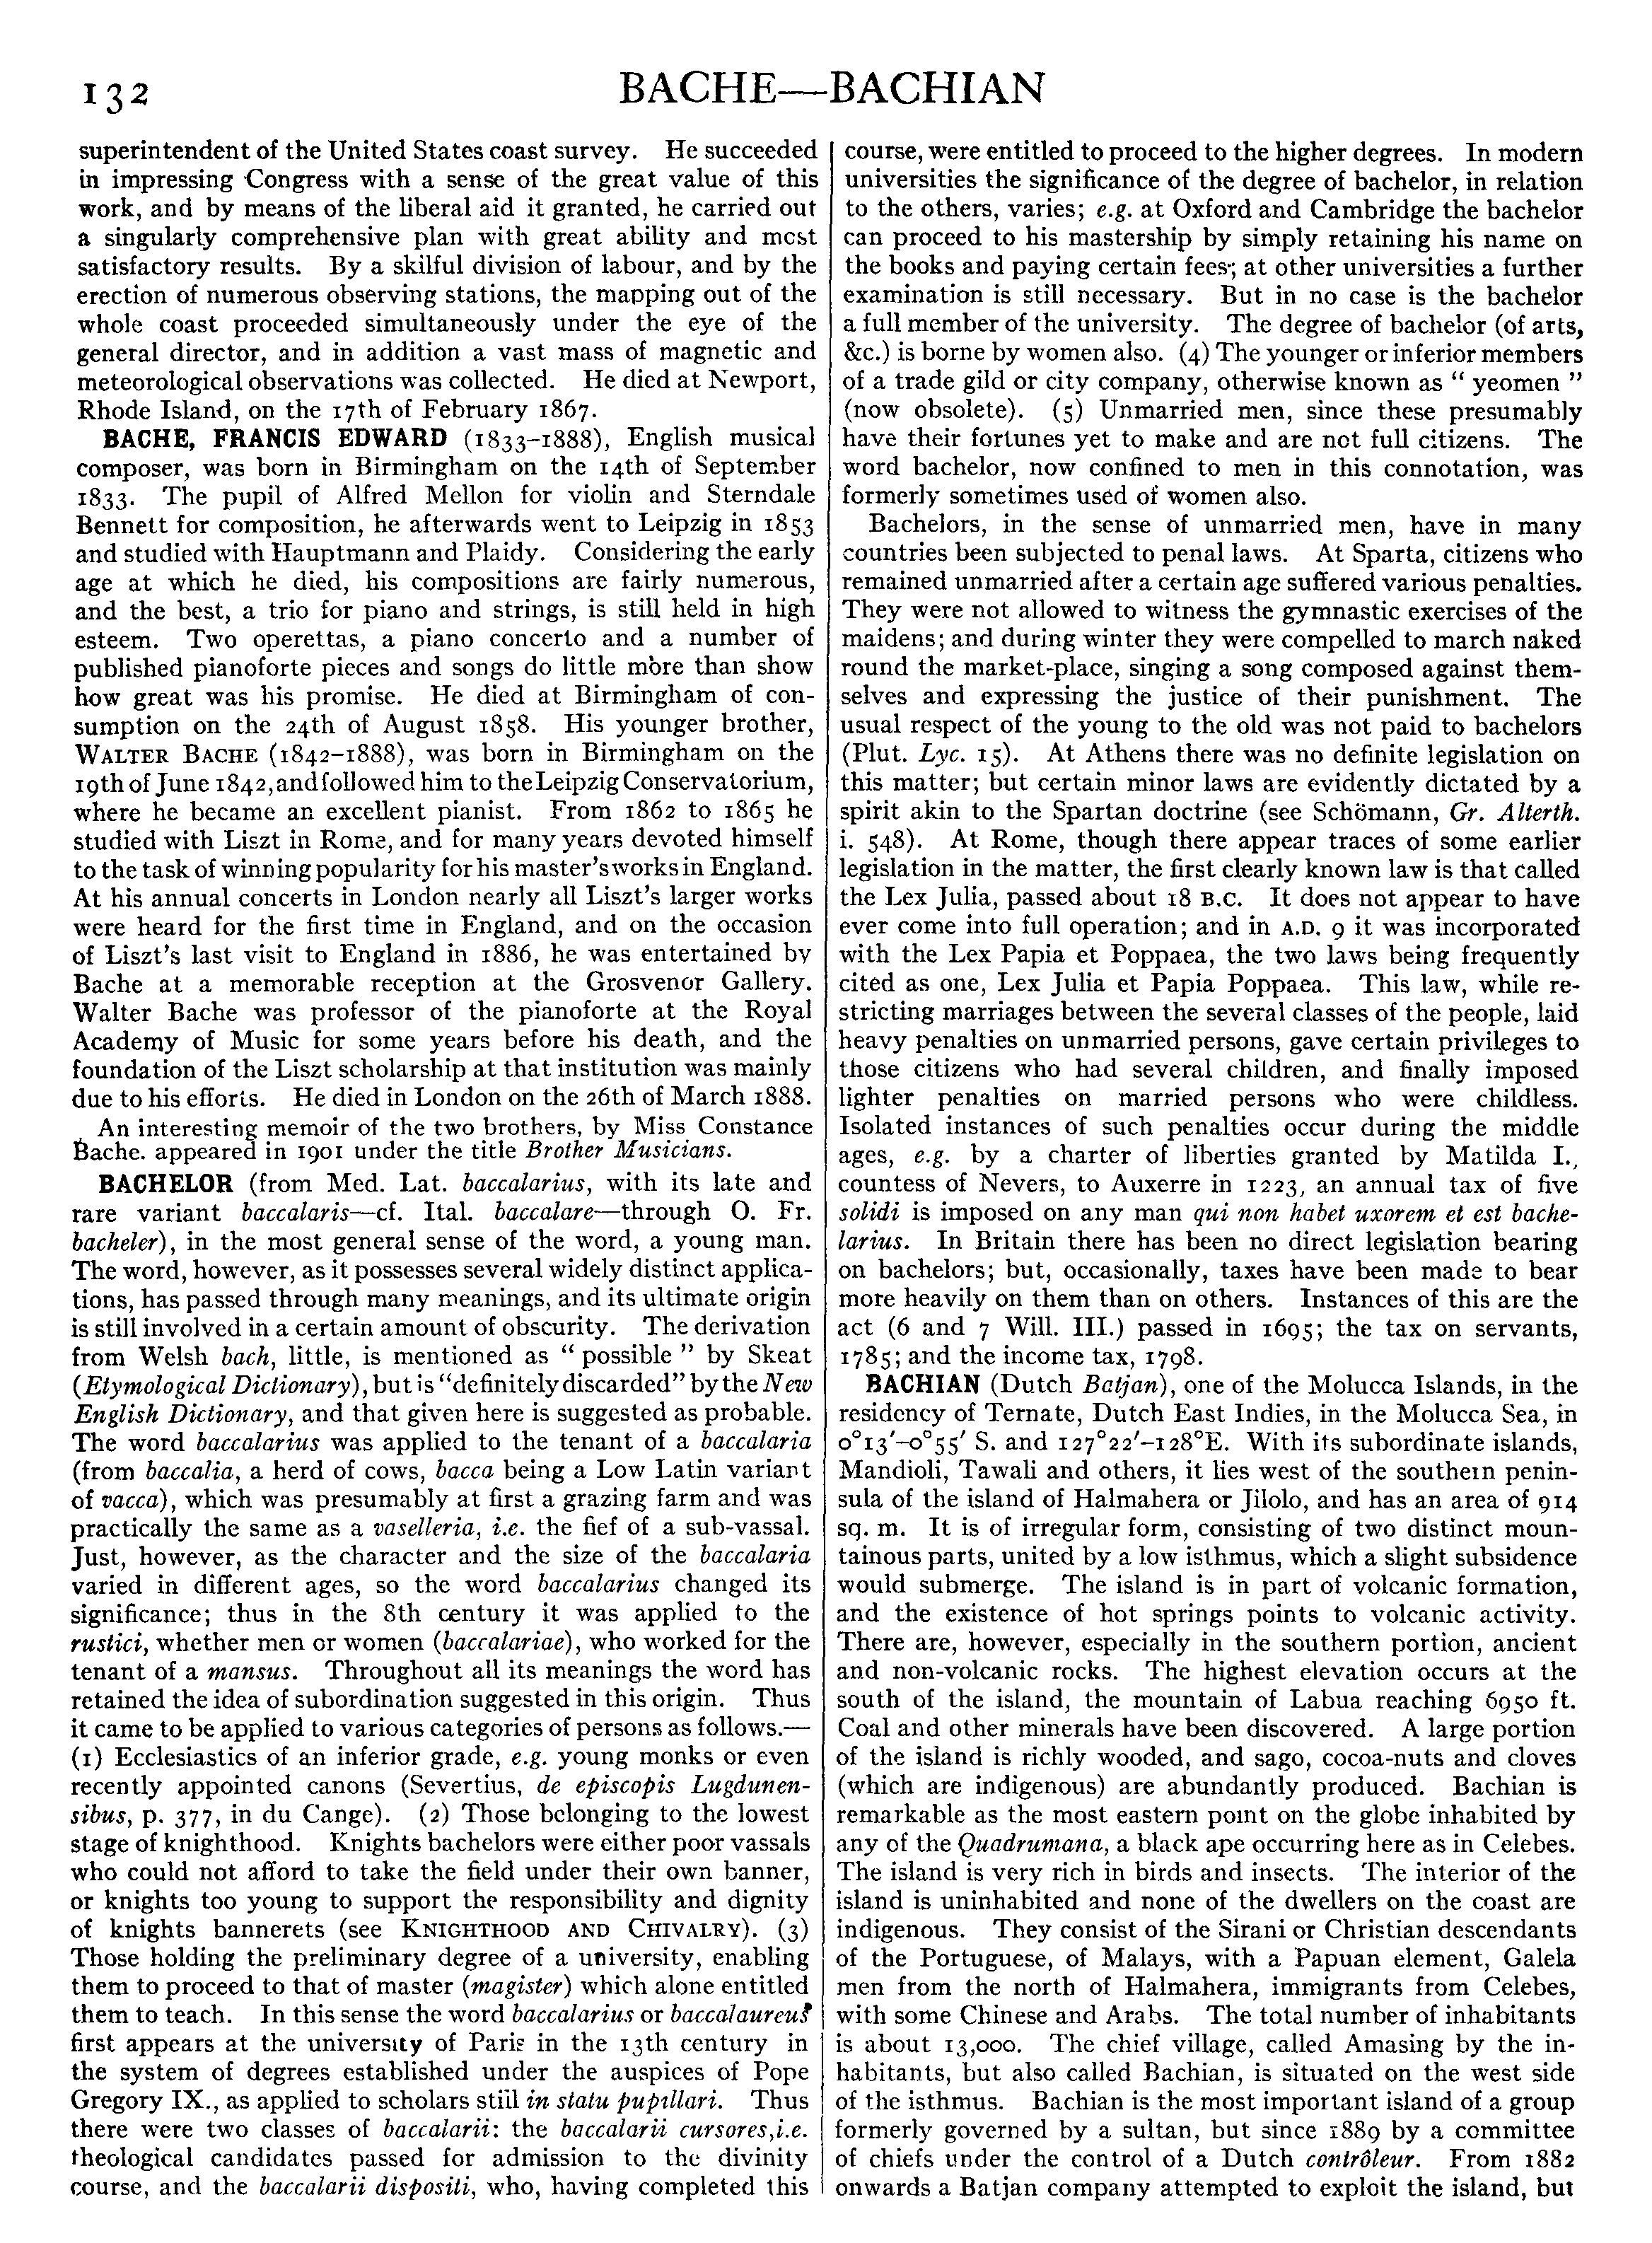 132
BACHE—BACHIAN
superintendent of the United States coast survey. He succeeded
in impressing Congress with a sense of the great value of this
work, and by means of the liberal aid it granted, he carried out
a singularly comprehensive plan with great ability and most
satisfactory results. By a skilful division of labour, and by the
erection of numerous observing stations, the mapping out of the
whole coast proceeded simultaneously under the eye of the
general director, and in addition a vast mass of magnetic and
meteorological observations was collected. He died at Newport,
Rhode Island, on the 17th of February 1867.
BACHE, FRANCIS EDWARD (1833–1888), English musical
composer, was born in Birmingham on the 14th of September
1833. The pupil of Alfred Mellon for violin and Sterndale
Bennett for composition, he afterwards went to Leipzig in 1853
and studied with Hauptmann and Plaidy. Considering the early
age at which he died, his compositions are fairly numerous,
and the best, a trio for piano and strings, is still held in high
esteem. Two operettas, a piano concerto and a number of
published pianoforte pieces and songs do little more than show
how great was his promise. He died at Birmingham of con-
sumption on the 24th of August 1858. His younger brother,
WALTER BACHE (1842–1888), was born in Birmingham on the
19th of June 1842, and followed him to the Leipzig Conservatorium,
where he became an excellent pianist. From 1862 to 1865 he
studied with Liszt in Rome, and for many years devoted himself
to the task of winning popularity for his master's works in England.
At his annual concerts in London nearly all Liszt's larger works
were heard for the first time in England, and on the occasion
of Liszt's last visit to England in 1886, he was entertained by
Bache at a memorable reception at the Grosvenor Gallery.
Walter Bache was professor of the pianoforte at the Royal
Academy of Music for some years before his death, and the
foundation of the Liszt scholarship at that institution was mainly
due to his efforts. He died in London on the 26th of March 1888.
An interesting memoir of the two brothers, by Miss Constance
Bache. appeared in 1901 under the title Brother Musicians.
BACHELOR (from Med. Lat. baccalarius, with its late and
rare variant baccalaris—cf. Ital. baccalare—through O. Fr.
bacheler), in the most general sense of the word, a young man.
The word, however, as it possesses several widely distinct applica-
tions, has passed through many meanings, and its ultimate origin
is still involved in a certain amount of obscurity. The derivation
from Welsh bach, little, is mentioned as “ possible ” by Skeat
(Etymological Dictionary), but is “definitely discarded” by the New
English Dictionary, and that given here is suggested as probable.
The word baccalarius was applied to the tenant of a baccalaria
(from baccalia, a herd of cows, bacca being a Low Latin variant
of vacca), which was presumably at first a grazing farm and was
practically the same as a vaselleria, i.e. the fief of a sub-vassal.
Just, however, as the character and the size of the baccalaria
varied in different ages, so the word baccalarius changed its
significance; thus in the 8th century it was applied to the
rustici, whether men or women (baccalariae), who worked for the
tenant of a mansus. Throughout all its meanings the word has
retained the idea of subordination suggested in this origin. Thus
it came to be applied to various categories of persons as follows.—
(1) Ecclesiastics of an inferior grade, e.g. young monks or even
recently appointed canons (Severtius, de episcopis Lugdunen-
sibus, p. 377, in du Cange). (2) Those belonging to the lowest
stage of knighthood. Knights bachelors were either poor vassals
who could not afford to take the field under their own banner,
or knights too young to support the responsibility and dignity
of knights bannerets (see KNIGHTHOOD AND CHIVALRY). (3)
Those holding the preliminary degree of a university, enabling
them to proceed to that of master (magister) which alone entitled
them to teach. In this sense the word baccalarius or baccalaureus
first appears at the university of Paris in the 13th century in
the system of degrees established under the auspices of Pope
Gregory IX., as applied to scholars still in statu pupillari. Thus
there were two classes of baccalarii: the baccalarii cursores, i.e.
theological candidates passed for admission to the divinity
course, and the baccalarii dispositi, who, having completed this
course, were entitled to proceed to the higher degrees. In modern
universities the significance of the degree of bachelor, in relation
to the others, varies; e.g. at Oxford and Cambridge the bachelor
can proceed to his mastership by simply retaining his name on
the books and paying certain fees; at other universities a further
examination is still necessary. But in no case is the bachelor
a full member of the university. The degree of bachelor (of arts,
&c.) is borne by women also. (4) The younger or inferior members
of a trade gild or city company, otherwise known as “ yeomen ”
(now obsolete). (5) Unmarried men, since these presumably
have their fortunes yet to make and are not full citizens. The
word bachelor, now confined to men in this connotation, was
formerly sometimes used of women also.
Bachelors, in the sense of unmarried men, have in many
countries been subjected to penal laws. At Sparta, citizens who
remained unmarried after a certain age suffered various penalties.
They were not allowed to witness the gymnastic exercises of the
maidens; and during winter they were compelled to march naked
round the market-place, singing a song composed against them-
selves and expressing the justice of their punishment. The
usual respect of the young to the old was not paid to bachelors
(Plut. Lyc. 15). At Athens there was no definite legislation on
this matter; but certain minor laws are evidently dictated by a
spirit akin to the Spartan doctrine (see Schömann, Gr. Alterth.
i. 548). At Rome, though there appear traces of some earlier
legislation in the matter, the first clearly known law is that called
the Lex Julia, passed about 18 B.C. It does not appear to have
ever come into full operation; and in A.D. 9 it was incorporated
with the Lex Papia et Poppaea, the two laws being frequently
cited as one, Lex Julia et Papia Poppaea. This law, while re-
stricting marriages between the several classes of the people, laid
heavy penalties on unmarried persons, gave certain privileges to
those citizens who had several children, and finally imposed
lighter penalties on married persons who were childless.
Isolated instances of such penalties occur during the middle
ages, e.g. by a charter of liberties granted by Matilda I.,
countess of Nevers, to Auxerre in 1223, an annual tax of five
solidi is imposed on any man qui non habet uxorem et est bache-
larius. In Britain there has been no direct legislation bearing
on bachelors; but, occasionally, taxes have been made to bear
more heavily on them than on others. Instances of this are the
act (6 and 7 Will. III.) passed in 1695; the tax on servants,
1785; and the income tax, 1798.
BACHIAN (Dutch Batjan), one of the Molucca Islands, in the
residency of Ternate, Dutch East Indies, in the Molucca Sea, in
0°13′–0°55′ S. and 127°22′–128°E. With its subordinate islands,
Mandioli, Tawali and others, it lies west of the southern penin-
sula of the island of Halmahera or Jilolo, and has an area of 914
sq. m. It is of irregular form, consisting of two distinct moun-
tainous parts, united by a low isthmus, which a slight subsidence
would submerge. The island is in part of volcanic formation,
and the existence of hot springs points to volcanic activity.
There are, however, especially in the southern portion, ancient
and non-volcanic rocks. The highest elevation occurs at the
south of the island, the mountain of Labua reaching 6950 ft.
Coal and other minerals have been discovered. A large portion
of the island is richly wooded, and sago, cocoa-nuts and cloves
(which are indigenous) are abundantly produced. Bachian is
remarkable as the most eastern point on the globe inhabited by
any of the Quadrumana, a black ape occurring here as in Celebes.
The island is very rich in birds and insects. The interior of the
island is uninhabited and none of the dwellers on the coast are
indigenous. They consist of the Sirani or Christian descendants
of the Portuguese, of Malays, with a Papuan element, Galela
men from the north of Halmahera, immigrants from Celebes,
with some Chinese and Arabs. The total number of inhabitants
is about 13,000. The chief village, called Amasing by the in-
habitants, but also called Bachian, is situated on the west side
of the isthmus. Bachian is the most important island of a group
formerly governed by a sultan, but since 1889 by a committee
of chiefs under the control of a Dutch contrôleur. From 1882
onwards a Batjan company attempted to exploit the island, but